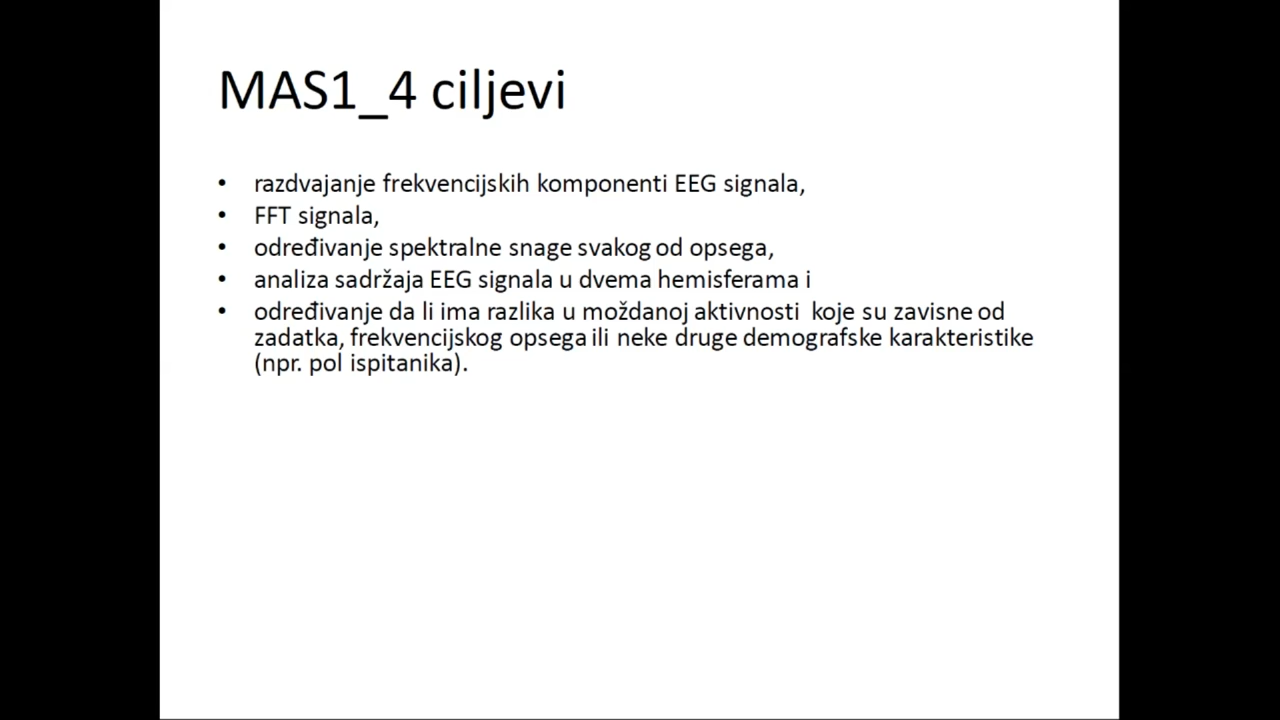 MAS1_4 ciljevi
• razdvajanje frekvencijskih komponenti EEG signala,
• FFT signala,
• određivanje spektralne snage svakog od opsega,
• analiza sadržaja EEG signala u dvema hemisferama i
• određivanje da li ima razlika u moždanoj aktivnosti koje su zavisne od
zadatka, frekvencijskog opsega ili neke druge demografske karakteristike
(npr. pol ispitanika).